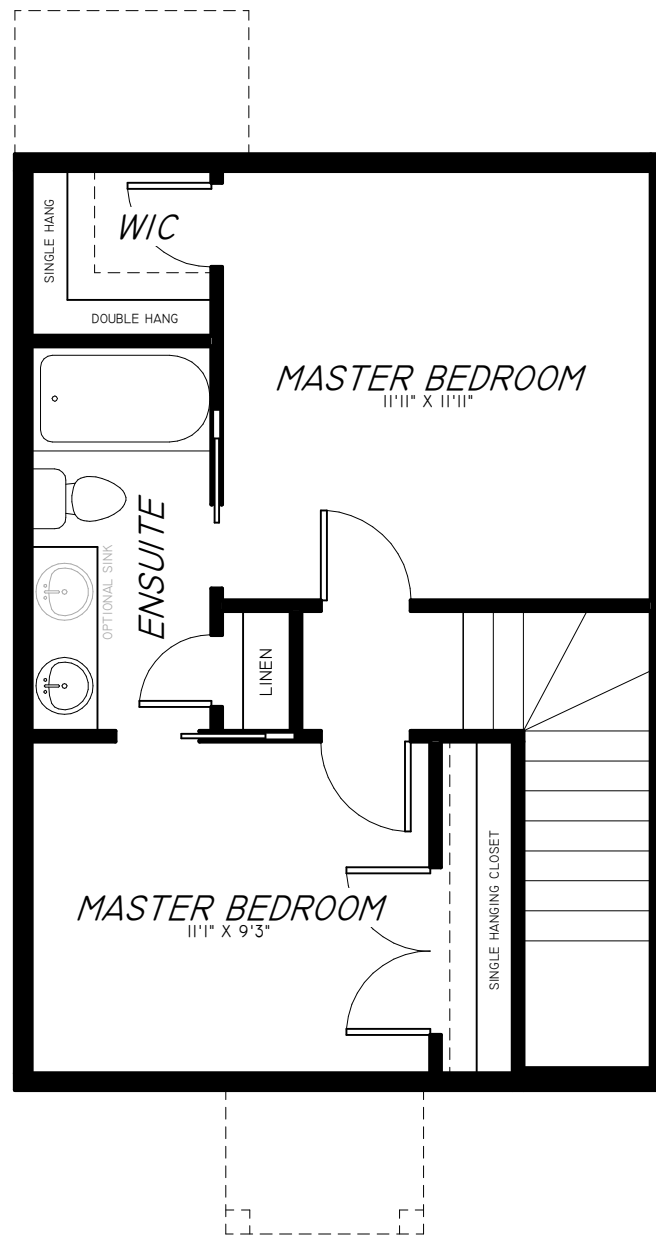 SINGLE HANG
WIC
DOUBLE HANG
MASTER BEDROOM
11'11" X 11'11"
ENSUITE
OPTIONAL SINK
LINEN
MASTER BEDROOM
11'1" X 9'3"
SINGLE HANGING CLOSET